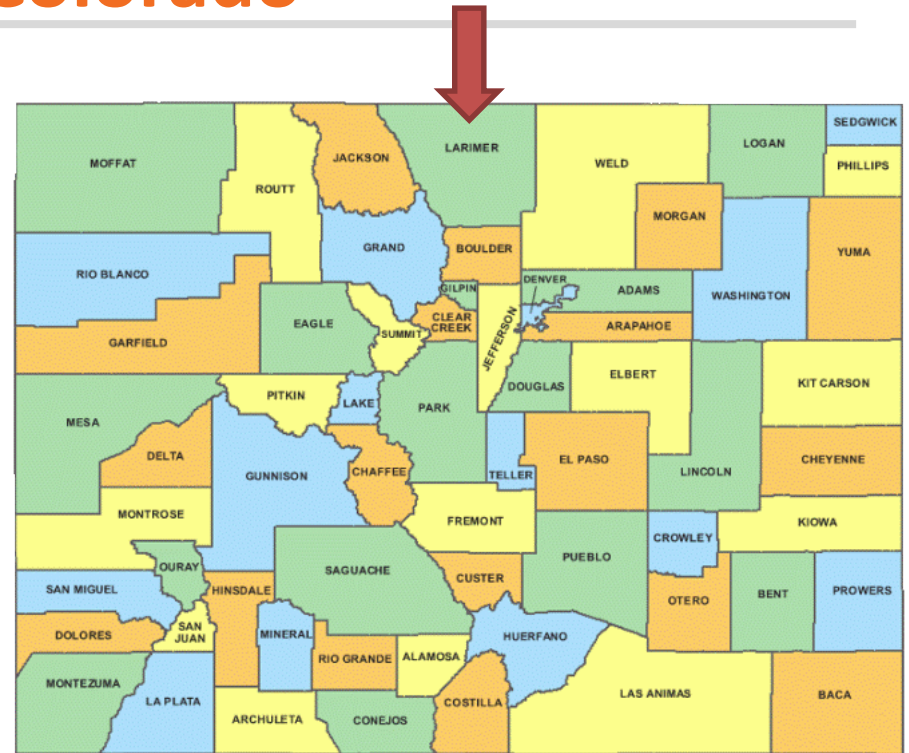 Colorado
SEDGWICK
LOGAN
LARIMER
JACKSON
MOFFAT
WELD
PHILLIPS
ROUTT
MORGAN
GRAND
BOULDER
YUMA
RIO BLANCO
DENVER
GILPIN
ADAMS
WASHINGTON
EAGLE
CLEAR
CREEK
ARAPAHOE
SUMMIT
JEFFERSON
GARFIELD
ELBERT
KIT CARSON
DOUGLAS
PITKIN
LAKE
PARK
MESA
DELTA
EL PASO
CHEYENNE
GUNNISON
CHAFFEE
TELLER
LINCOLN
MONTROSE
FREMONT
KIOWA
CROWLEY
PUEBLO
OURAY
SAGUACHE
CUSTER
SAN MIGUEL
HINSDALE
OTERO
BENT
PROWERS
SAN
JUAN
DOLORES
MINERAL
HUERFANO
RIO GRANDE
ALAMOSA
MONTEZUMA
LA PLATA
COSTILLA
LAS ANIMAS
BACA
ARCHULETA
CONEJOS